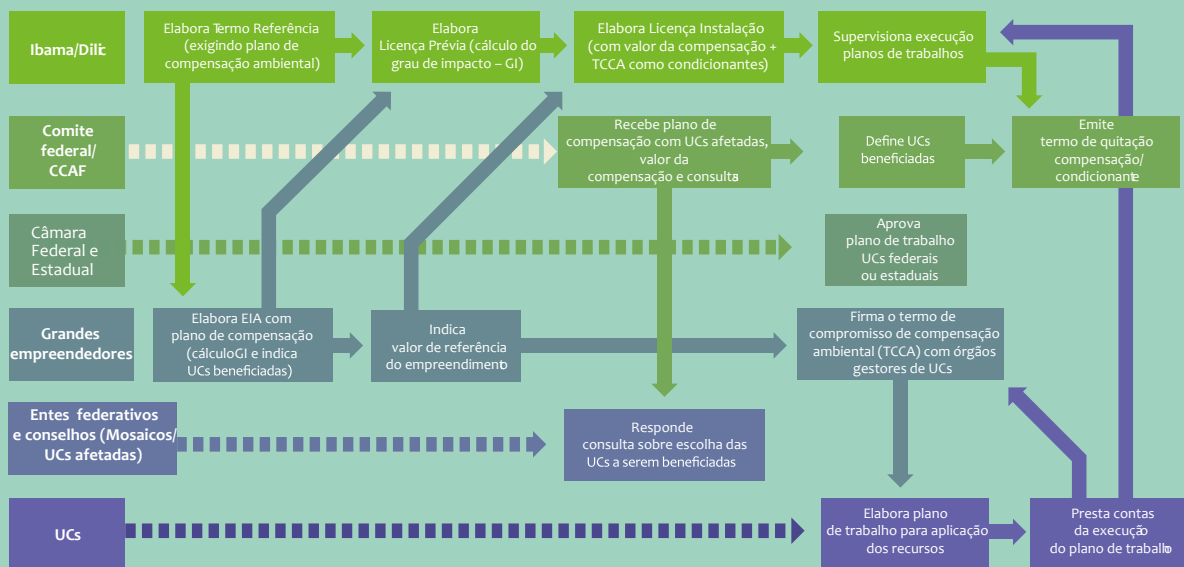 Ibama/Dilic
Elabora Termo Referência
(exigindo plano de
compensação ambiental)
Elabora
Licença Prévia (cálculo do
grau de impacto – GI)
Elabora Licença Instalação
(com valor da compensação +
TCCA como condicionantes)
Supervisiona execução
planos de trabalhos
Comite
federal/
CCAF
Recebe plano de
compensação com UCs afetadas,
valor da
compensação e consultas
Define UCs
beneficiadas
Emite
termo de quitação
compensação/
condicionante
Câmara
Federal e
Estadual
Aprova
plano de trabalho
UCs federais
ou estaduais
Grandes
empreendedores
Elabora EIA com
plano de compensação
(cálculo GI e indica
UCs beneficiadas)
Indica
valor de referência
do empreendimento
Firma o termo de
compromisso de compensação
ambiental (TCCA) com órgãos
gestores de UCs
Entes federativos
e conselhos (Mosaicos/
UCs afetadas)
Responde
consulta sobre escolha das
UCs a serem beneficiadas
UCs
Elabora plano
de trabalho para aplicação
dos recursos
Presta contas
da execução
do plano de trabalho